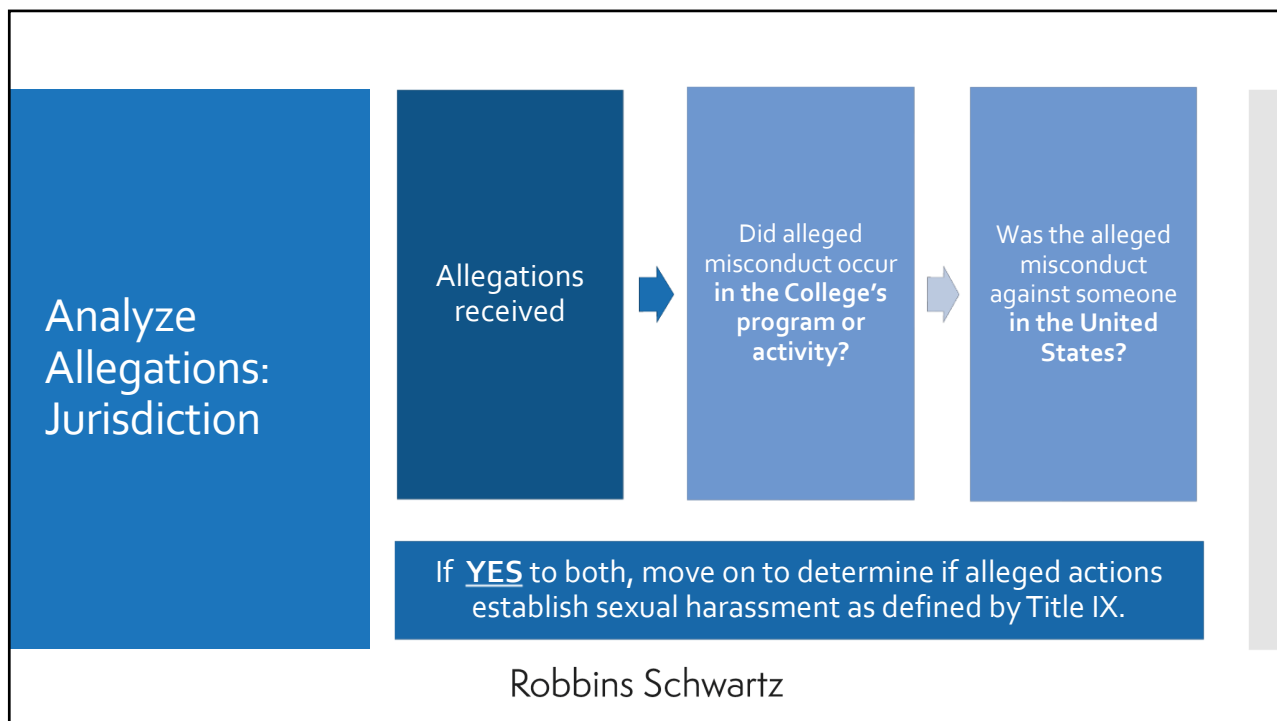 Analyze
Allegations:
Jurisdiction
Allegations
received
Did alleged
misconduct occur
in the College’s
program or
activity?
Was the alleged
misconduct
against someone
in the United
States?
If YES to both, move on to determine if alleged actions
establish sexual harassment as defined by Title IX.
Robbins Schwartz